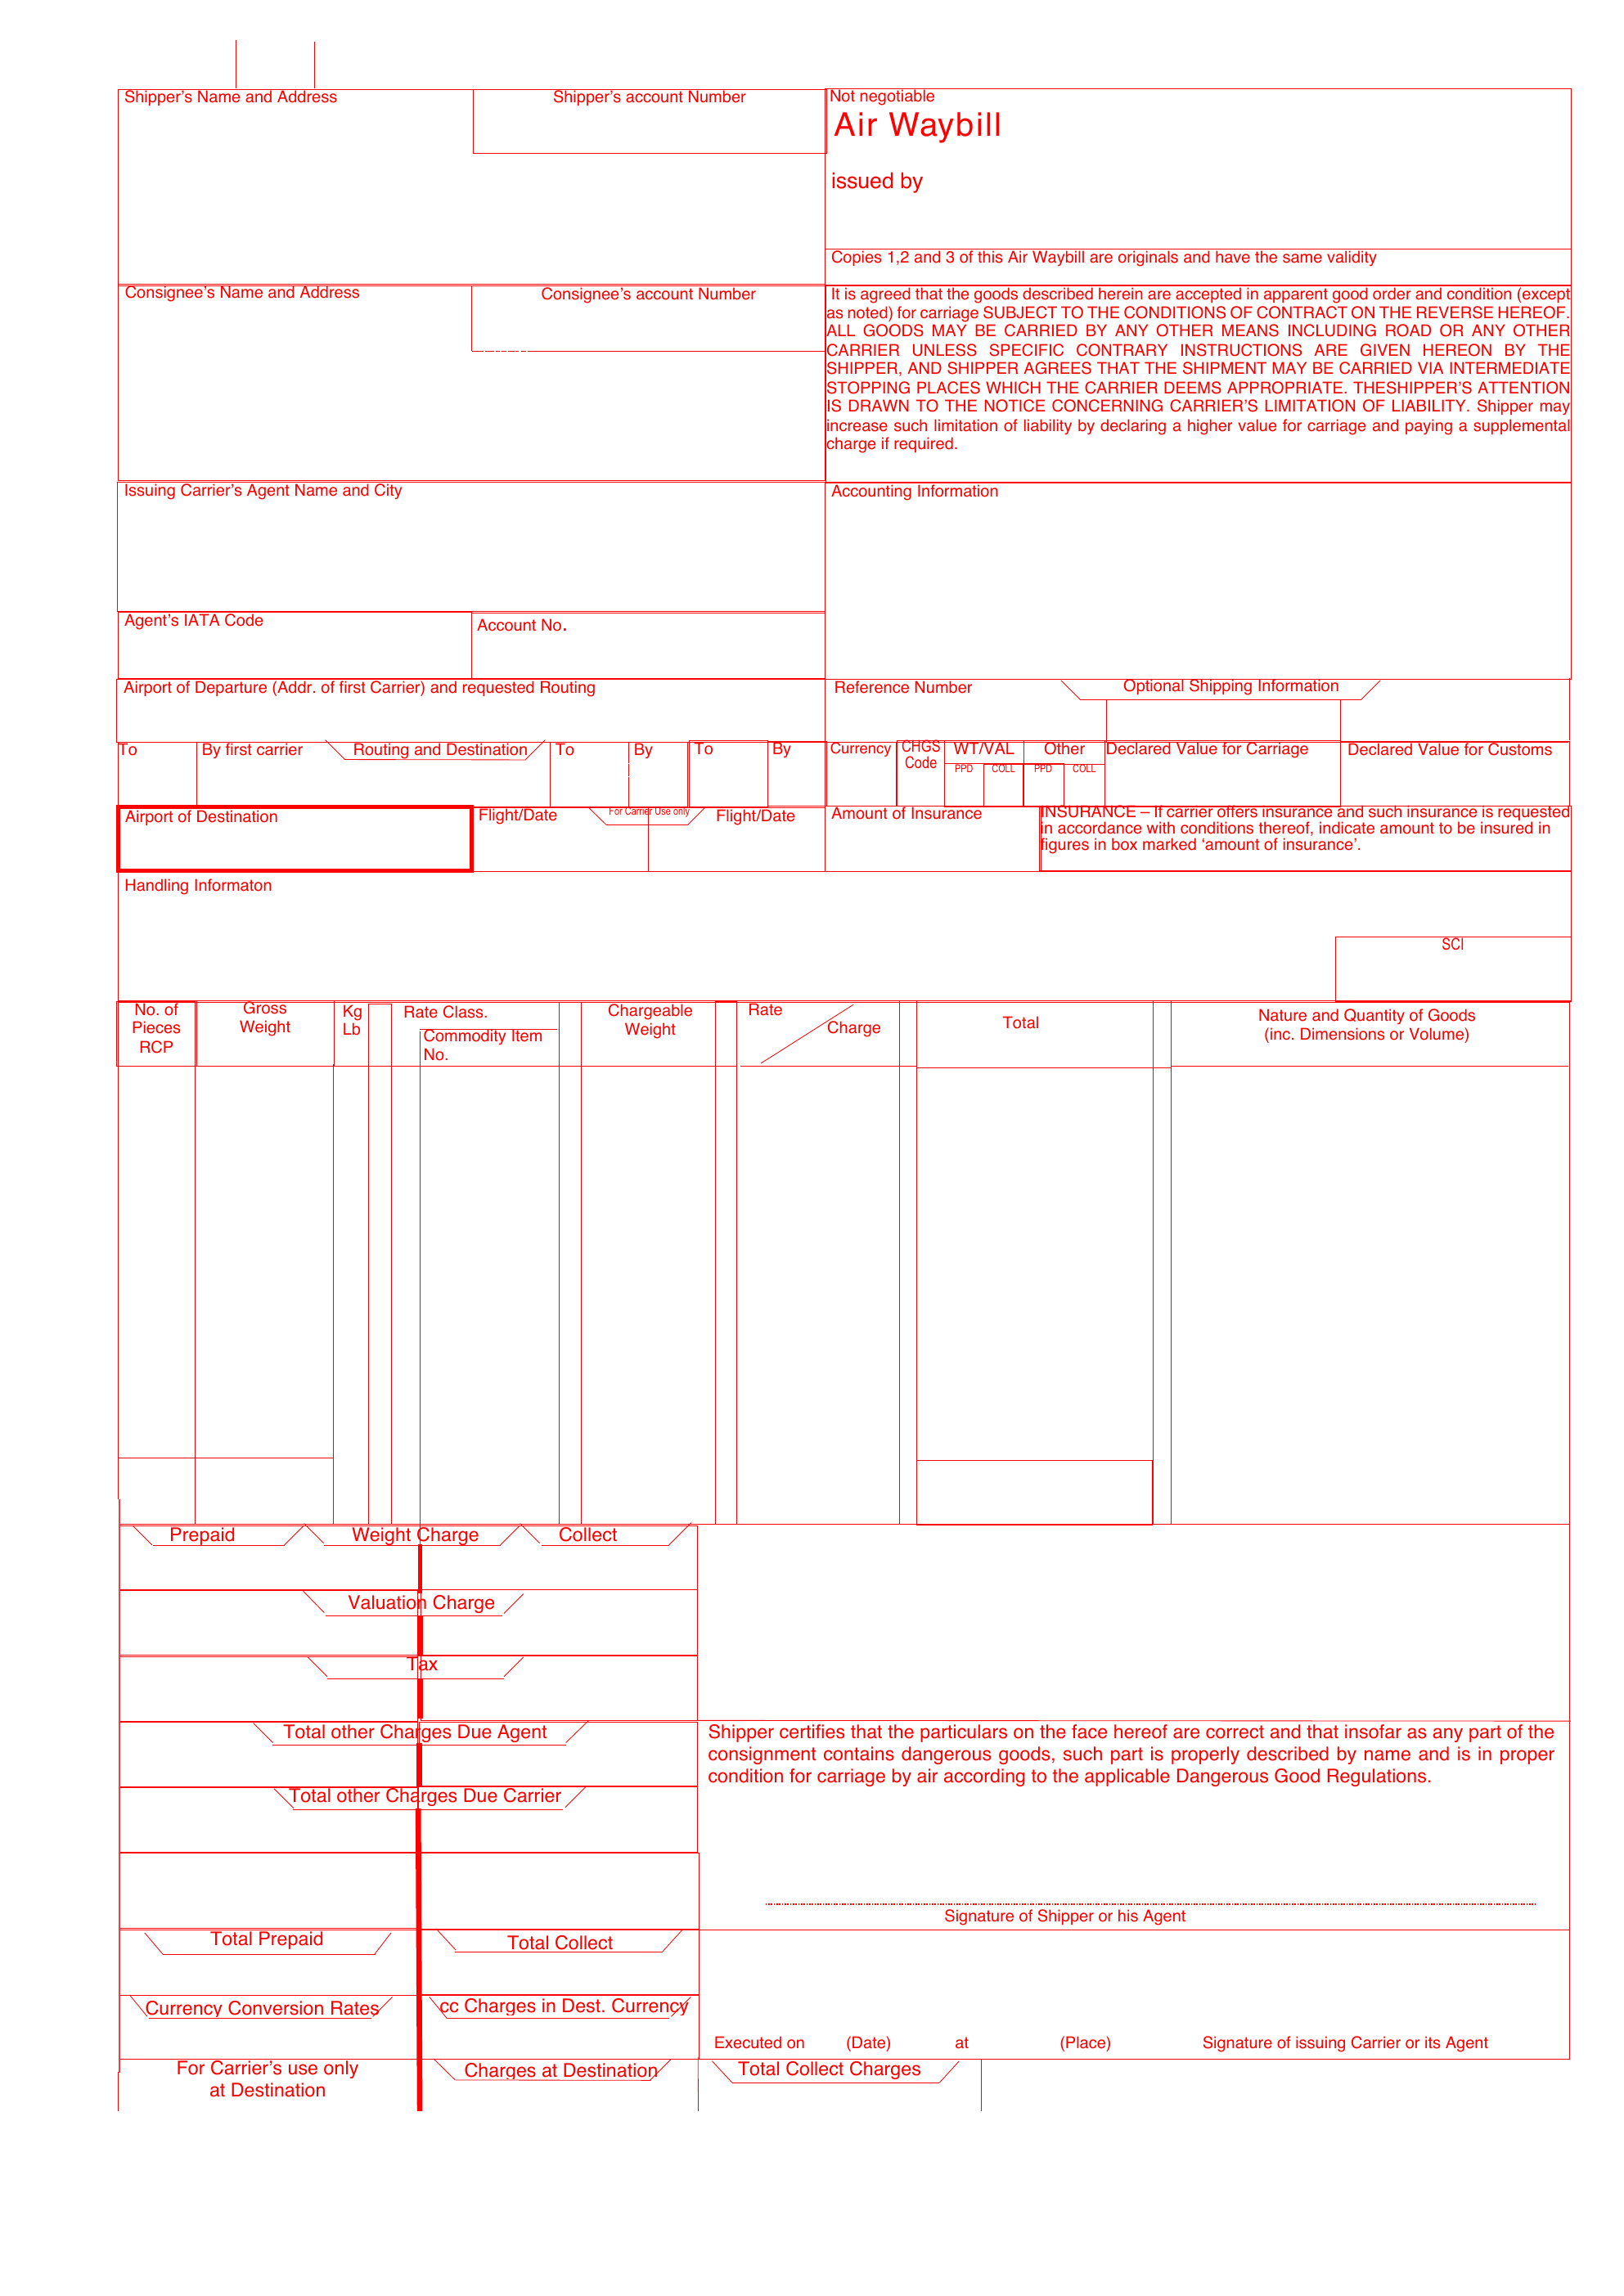 Shipper’s Name and Address
Shipper’s account Number
Not negotiable
Air Waybill
issued by
Copies 1,2 and 3 of this Air Waybill are originals and have the same validity
Consignee’s Name and Address
Consignee’s account Number
It is agreed that the goods described herein are accepted in apparent good order and condition (except
as noted) for carriage SUBJECT TO THE CONDITIONS OF CONTRACT ON THE REVERSE HEREOF.
ALL GOODS MAY BE CARRIED BY ANY OTHER MEANS INCLUDING ROAD OR ANY OTHER
CARRIER UNLESS SPECIFIC CONTRARY INSTRUCTIONS ARE GIVEN HEREON BY THE
SHIPPER, AND SHIPPER AGREES THAT THE SHIPMENT MAY BE CARRIED VIA INTERMEDIATE
STOPPING PLACES WHICH THE CARRIER DEEMS APPROPRIATE. THESHIPPER’S ATTENTION
IS DRAWN TO THE NOTICE CONCERNING CARRIER’S LIMITATION OF LIABILITY. Shipper may
increase such limitation of liability by declaring a higher value for carriage and paying a supplemental
charge if required.
Issuing Carrier’s Agent Name and City
Accounting Information
Agent’s IATA Code
Account No.
Airport of Departure (Addr. of first Carrier) and requested Routing
Reference Number
Optional Shipping Information
To
By first carrier
Routing and Destination
To
By
To
By
Currency
CHGS
Code
WT/VAL
PPD
COLL
Other
PPD
COLL
Declared Value for Carriage
Declared Value for Customs
Airport of Destination
Flight/Date
For Carrier Use only
Flight/Date
Amount of Insurance
INSURANCE – If carrier offers insurance and such insurance is requested
in accordance with conditions thereof, indicate amount to be insured in
figures in box marked ‘amount of insurance’.
Handling Informaton
SCI
No. of
Pieces
RCP
Gross
Weight
Kg
Lb
Rate Class.
Commodity Item
No.
Chargeable
Weight
Rate
Charge
Total
Nature and Quantity of Goods
(inc. Dimensions or Volume)
Prepaid
Weight Charge
Collect
Valuation Charge
Tax
Total other Charges Due Agent
Shipper certifies that the particulars on the face hereof are correct and that insofar as any part of the
consignment contains dangerous goods, such part is properly described by name and is in proper
condition for carriage by air according to the applicable Dangerous Good Regulations.
Total other Charges Due Carrier
Signature of Shipper or his Agent
Total Prepaid
Total Collect
Currency Conversion Rates
cc Charges in Dest. Currency
Executed on
(Date)
at
(Place)
Signature of issuing Carrier or its Agent
For Carrier’s use only
at Destination
Charges at Destination
Total Collect Charges